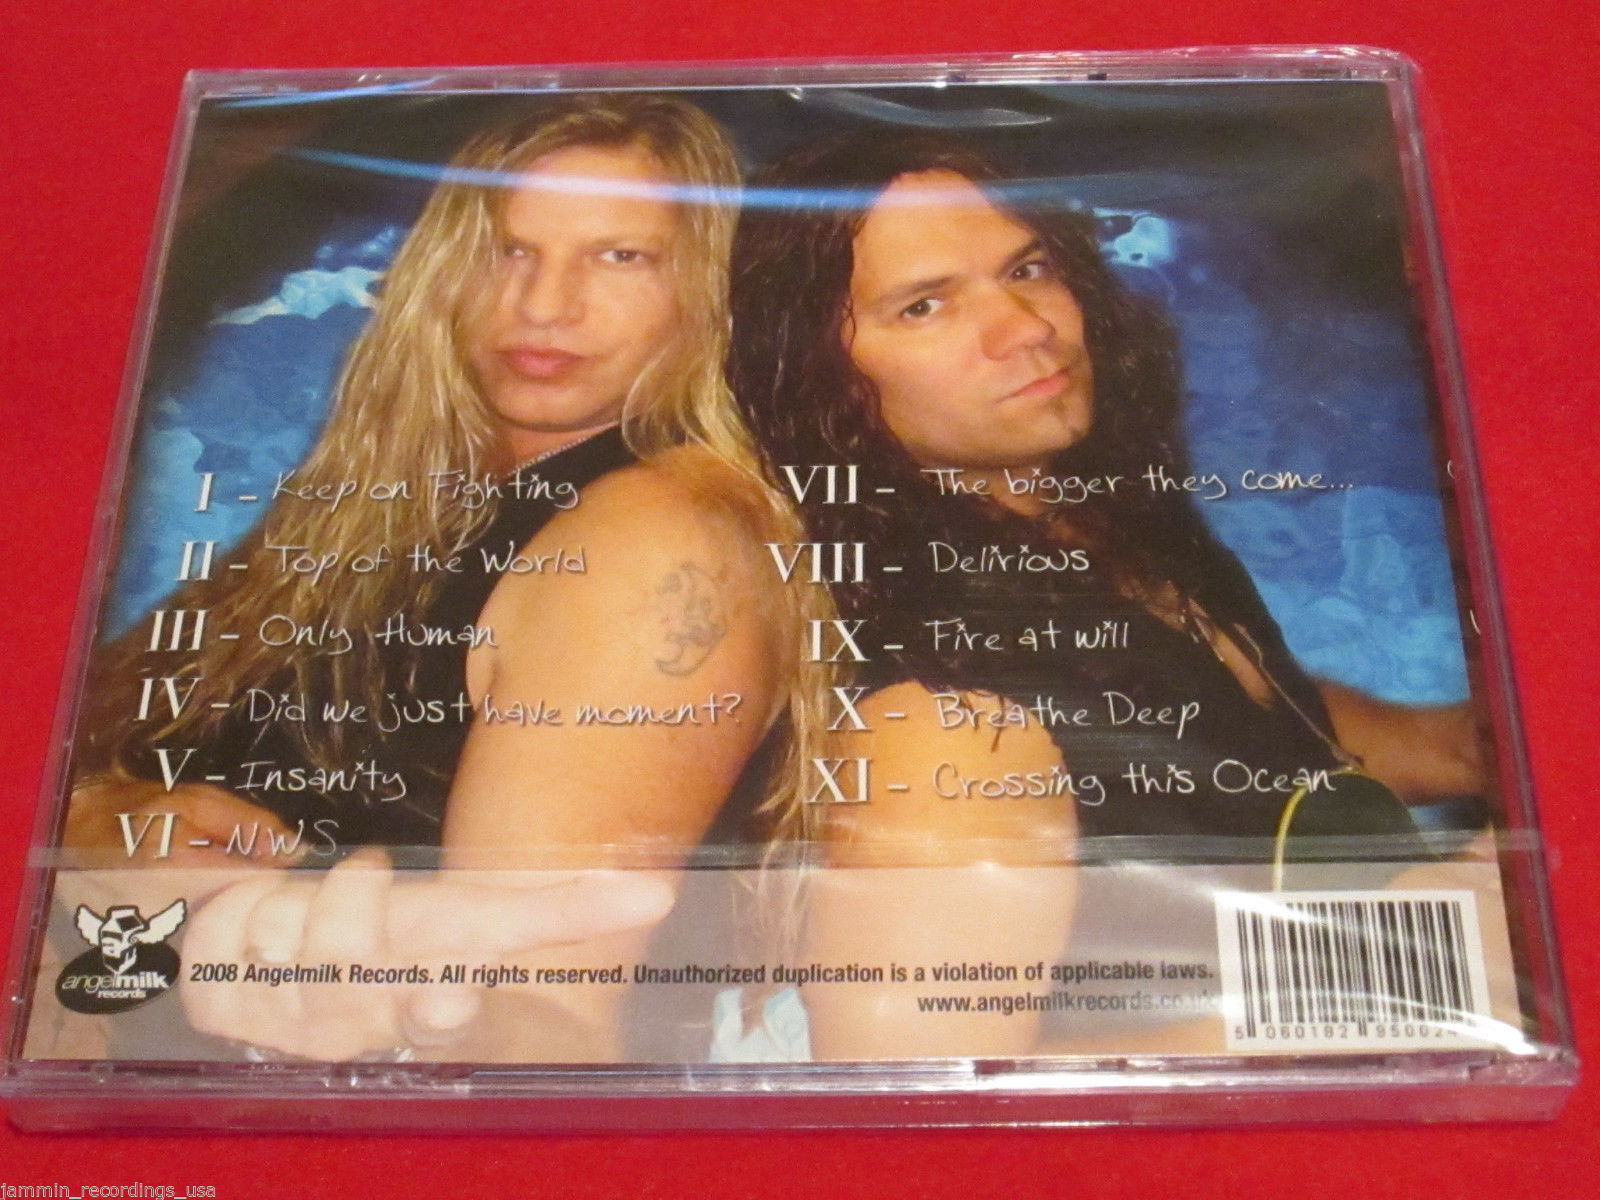 I - Keep on Fighting
II - Top of the World
III - Only Human
IV - Did we just have moment?
V - Insanity
VI - N.W.S.
VII - The bigger they come...
VIII - Delirious
IX - Fire at will
X - Breathe Deep
XI - Crossing this Ocean
angelmilk
records
2008 Angelmilk Records. All rights reserved. Unauthorized duplication is a violation of applicable laws.
www.angelmilkrecords.co.uk
5 060182 950024
jammin_recordings_usa